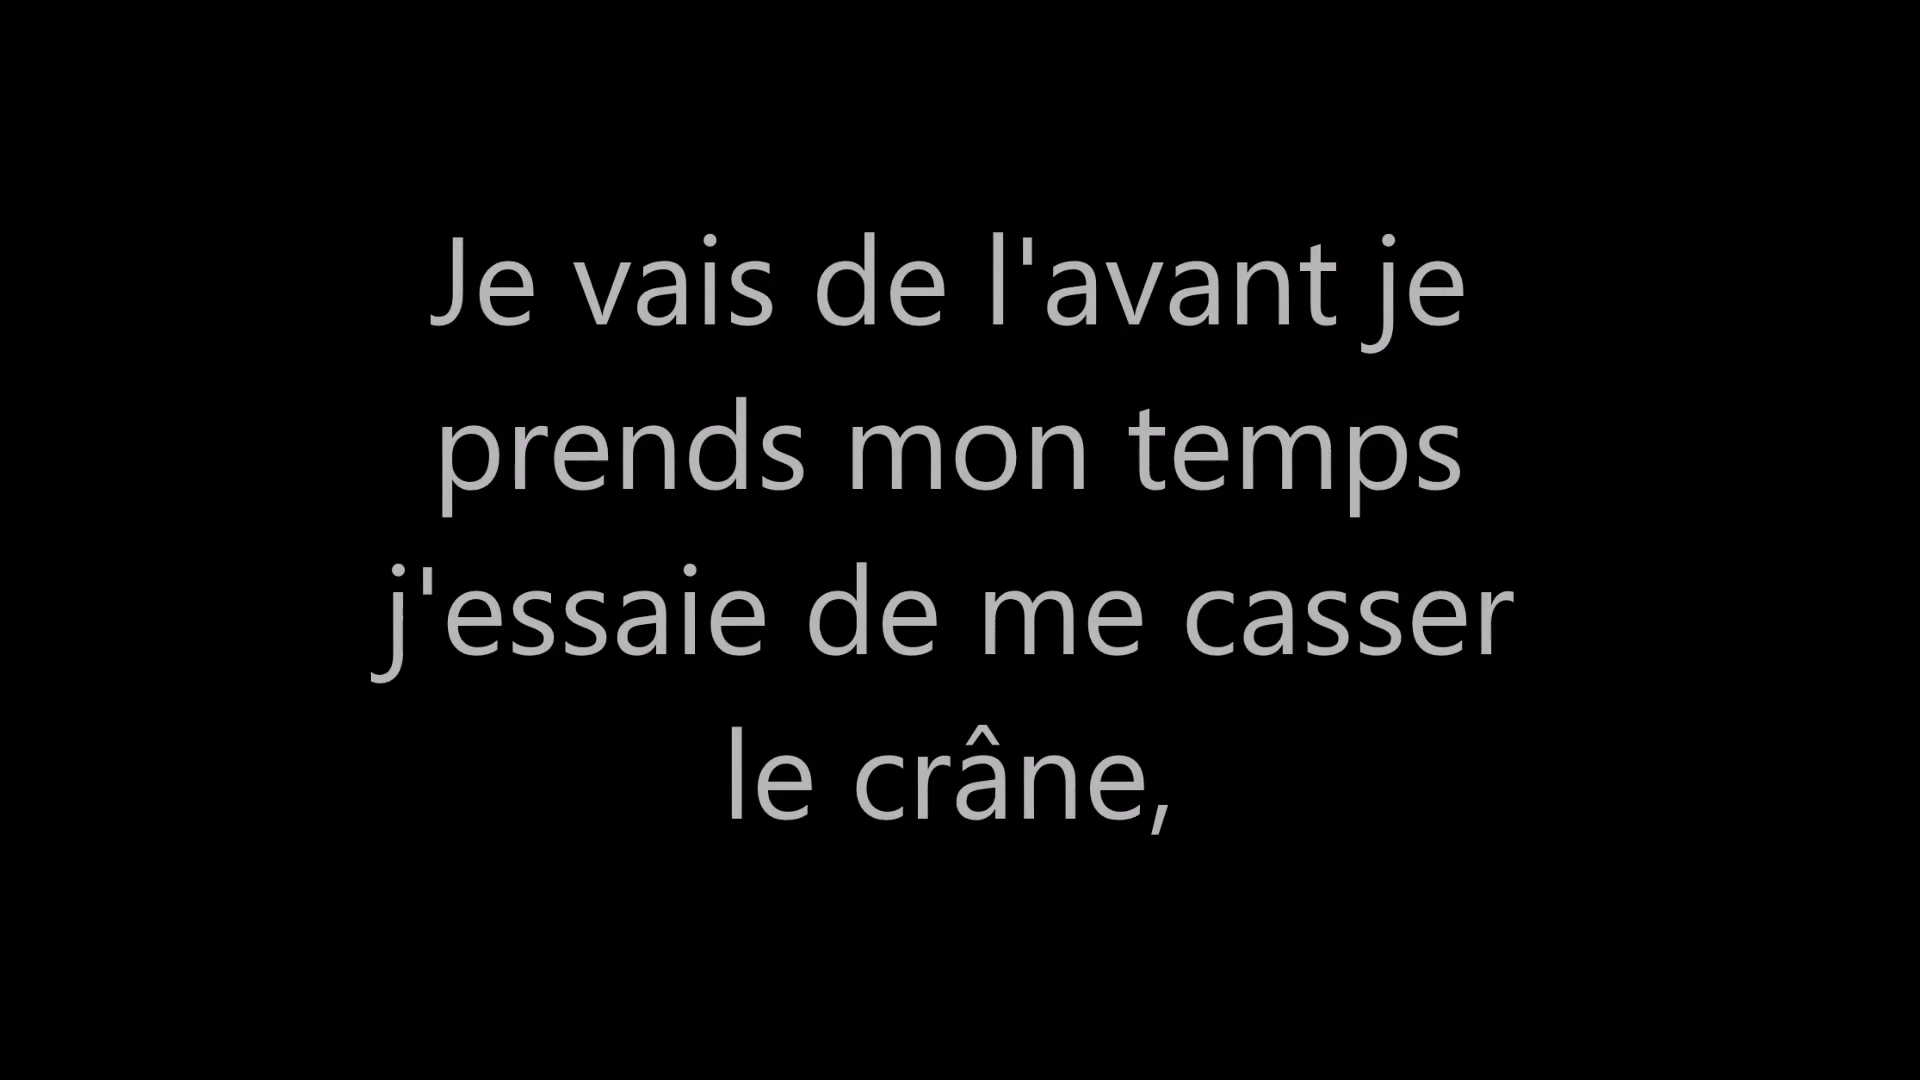 Je vais de l'avant je
prends mon temps
j'essaie de me casser
le crâne,